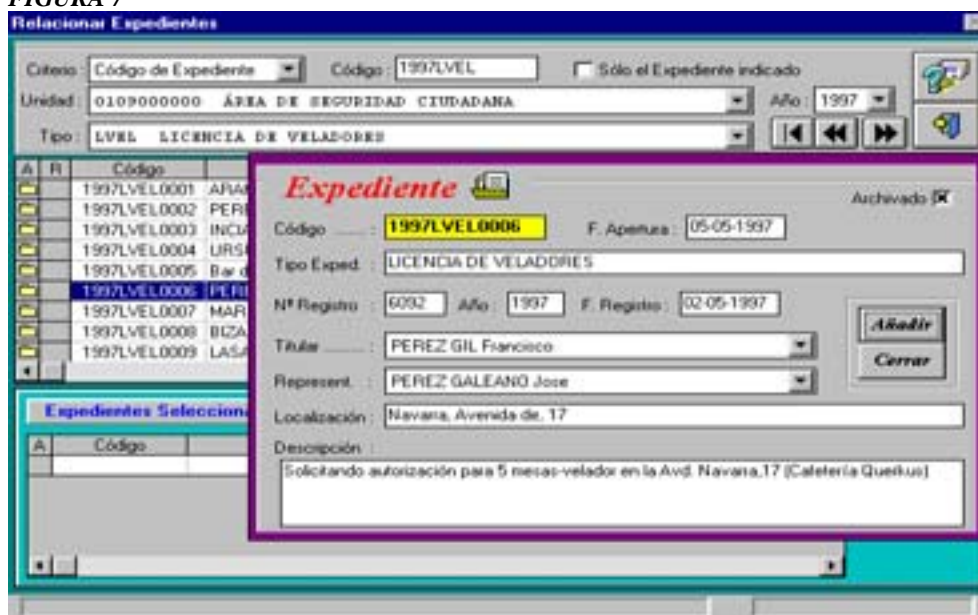 FIGURA 7
Relacionar Expedientes
Criterio : Código de Expediente Código : 1997LVEL Sólo el Expediente indicado
Unidad : 0109000000 ÁREA DE SEGURIDAD CIUDADANA Año : 1997
Tipo : LVEL LICENCIA DE VELADORES
A R Código
1997LVEL0001 ARAN
1997LVEL0002 PERE
1997LVEL0003 INCLA
1997LVEL0004 URSU
1997LVEL0005 Bar d
1997LVEL0006 PERE
1997LVEL0007 MAR
1997LVEL0008 BIZA
1997LVEL0009 LASA
Expediente
Archivado
Código ...... : 1997LVEL0006 F. Apertura : 05-05-1997
Tipo Exped. : LICENCIA DE VELADORES
Nº Registro : 6092 Año : 1997 F. Registro : 02-05-1997
Titular ......... : PEREZ GIL Francisco
Represent. : PEREZ GALEANO Jose
Añadir
Cerrar
Localización : Navarra, Avenida de, 17
Descripción :
Solicitando autorización para 5 mesas-velador en la Avd. Navarra,17 (Cafetería Querkus)
Expedientes Selecciona
A Código